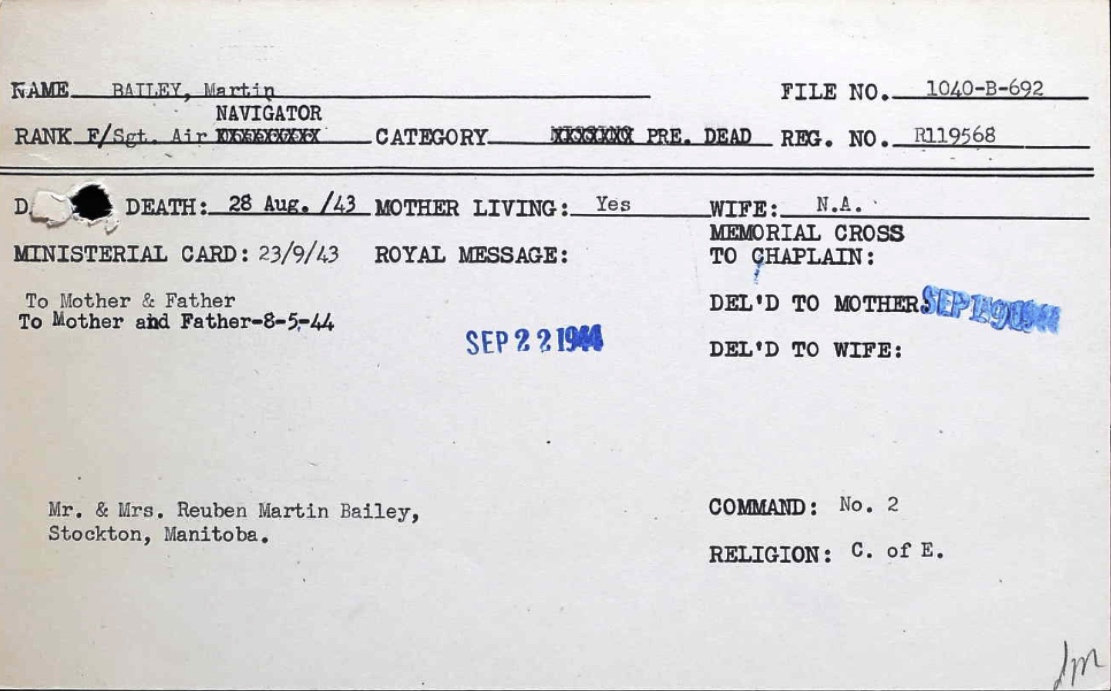 NAME BAILEY, Martin FILE NO. 1040-B-692
NAVIGATOR
RANK F/Sgt. Air CATEGORY PRE. DEAD REG. NO. R119568
D DEATH: 28 Aug. /43 MOTHER LIVING: Yes WIFE: N.A.
MEMORIAL CROSS
MINISTERIAL CARD: 23/9/43 ROYAL MESSAGE: TO CHAPLAIN:
To Mother & Father DEL'D TO MOTHER: SEP
To Mother and Father-8-5-44
SEP 22 1944 DEL'D TO WIFE:
Mr. & Mrs. Reuben Martin Bailey, COMMAND: No. 2
Stockton, Manitoba.
RELIGION: C. of E.